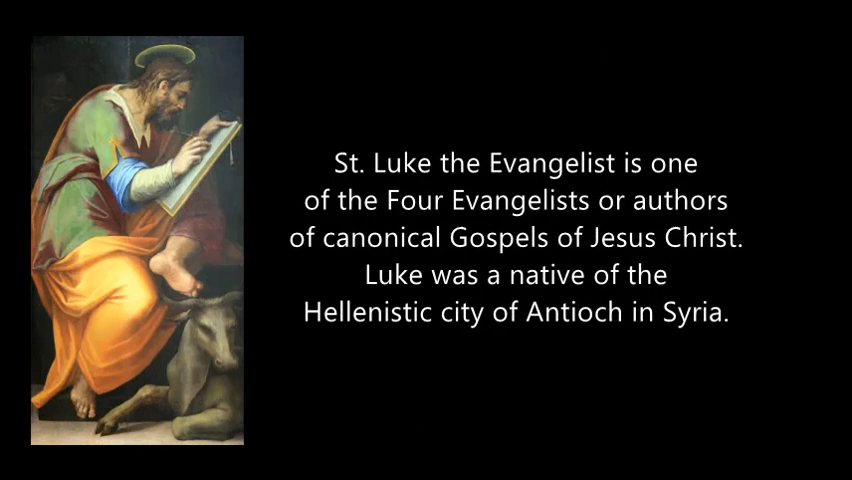 St. Luke the Evangelist is one
of the Four Evangelists or authors
of canonical Gospels of Jesus Christ.
Luke was a native of the
Hellenistic city of Antioch in Syria.